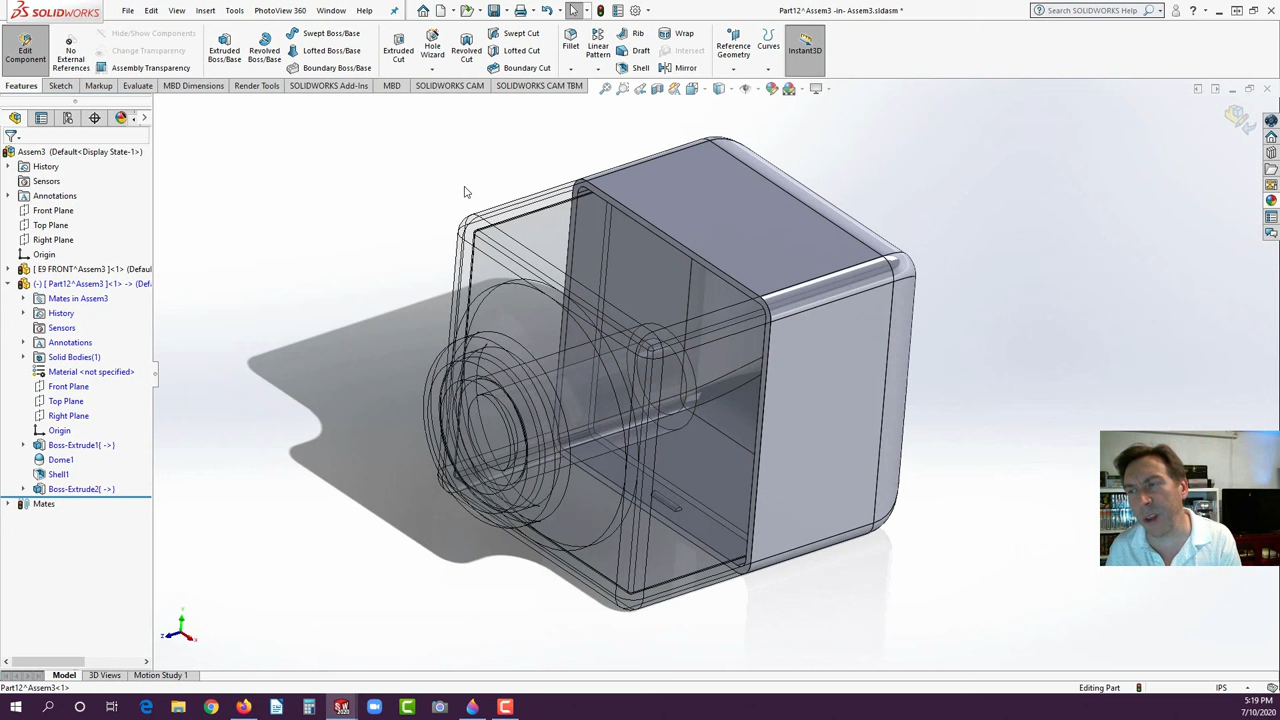 SOLIDWORKS
File
Edit
View
Insert
Tools
PhotoView 360
Window
Help
Part12^Assem3 -in- Assem3.sldasm *
Search SOLIDWORKS Help
Edit Component
No External References
Hide/Show Components
Change Transparency
Assembly Transparency
Extruded Boss/Base
Revolved Boss/Base
Swept Boss/Base
Lofted Boss/Base
Boundary Boss/Base
Extruded Cut
Hole Wizard
Revolved Cut
Swept Cut
Lofted Cut
Boundary Cut
Fillet
Linear Pattern
Rib
Draft
Shell
Wrap
Intersect
Mirror
Reference Geometry
Curves
Instant3D
Features
Sketch
Markup
Evaluate
MBD Dimensions
Render Tools
SOLIDWORKS Add-Ins
MBD
SOLIDWORKS CAM
SOLIDWORKS CAM TBM
Assem3 (Default<Display State-1>)
History
Sensors
Annotations
Front Plane
Top Plane
Right Plane
Origin
[ E9 FRONT^Assem3 ]<1> (Defau
(-) [ Part12^Assem3 ]<1> -> (Defa
Mates in Assem3
History
Sensors
Annotations
Solid Bodies(1)
Material <not specified>
Front Plane
Top Plane
Right Plane
Origin
Boss-Extrude1{ ->}
Dome1
Shell1
Boss-Extrude2{ ->}
Mates
Y
Z
X
Model
3D Views
Motion Study 1
Part12^Assem3<1>
Editing Part
IPS
5:19 PM
7/10/2020